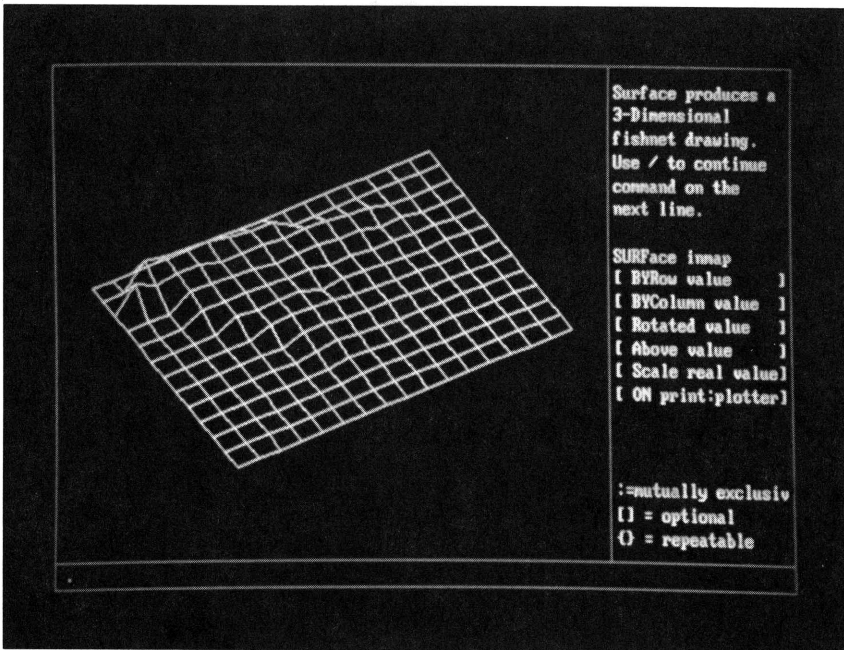 Surface produces a
3-Dimensional
fishnet drawing.
Use / to continue
command on the
next line.
SURFace inmap
[ BYRow value ]
[ BYColumn value ]
[ Rotated value ]
[ Above value ]
[ Scale real value]
[ ON print:plotter]
:=mutually exclusiv
[] = optional
{} = repeatable